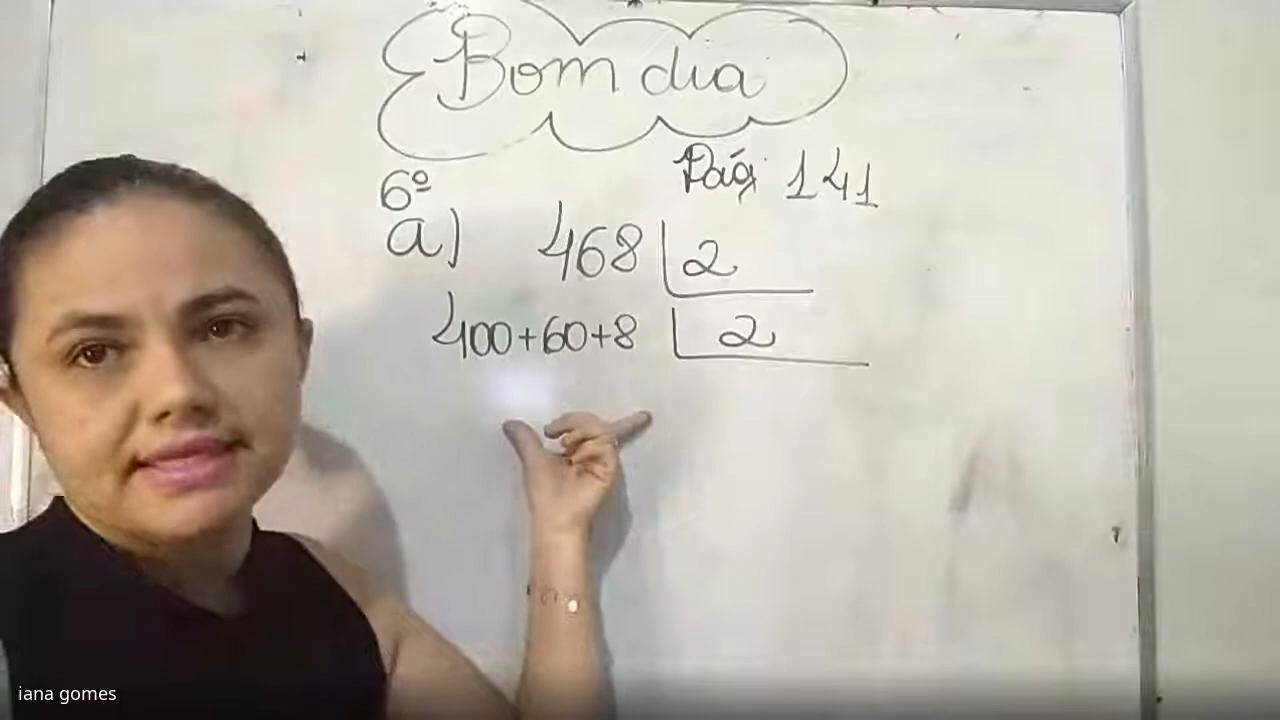 Bom dia
Pág. 141
6º
a) 468 2
400+60+8 2
iana gomes